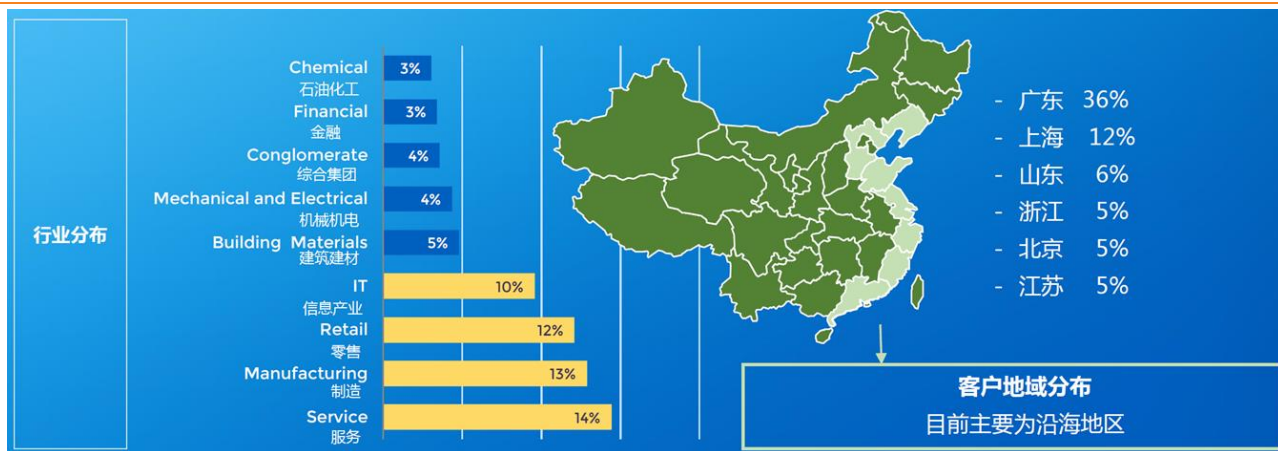 行业分布
Chemical 3%
石油化工
Financial 3%
金融
Conglomerate 4%
综合集团
Mechanical and Electrical 4%
机械机电
Building Materials 5%
建筑建材
IT 10%
信息产业
Retail 12%
零售
Manufacturing 13%
制造
Service 14%
服务
- 广东 36%
- 上海 12%
- 山东 6%
- 浙江 5%
- 北京 5%
- 江苏 5%
客户地域分布
目前主要为沿海地区